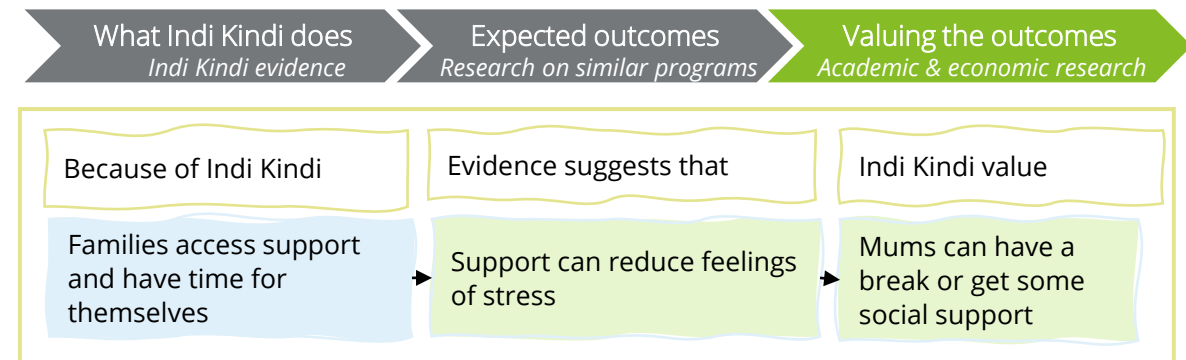 What Indi Kindi does
Indi Kindi evidence
Expected outcomes
Research on similar programs
Valuing the outcomes
Academic & economic research
Because of Indi Kindi
Evidence suggests that
Indi Kindi value
Families access support
and have time for
themselves
Support can reduce feelings
of stress
Mums can have a
break or get some
social support